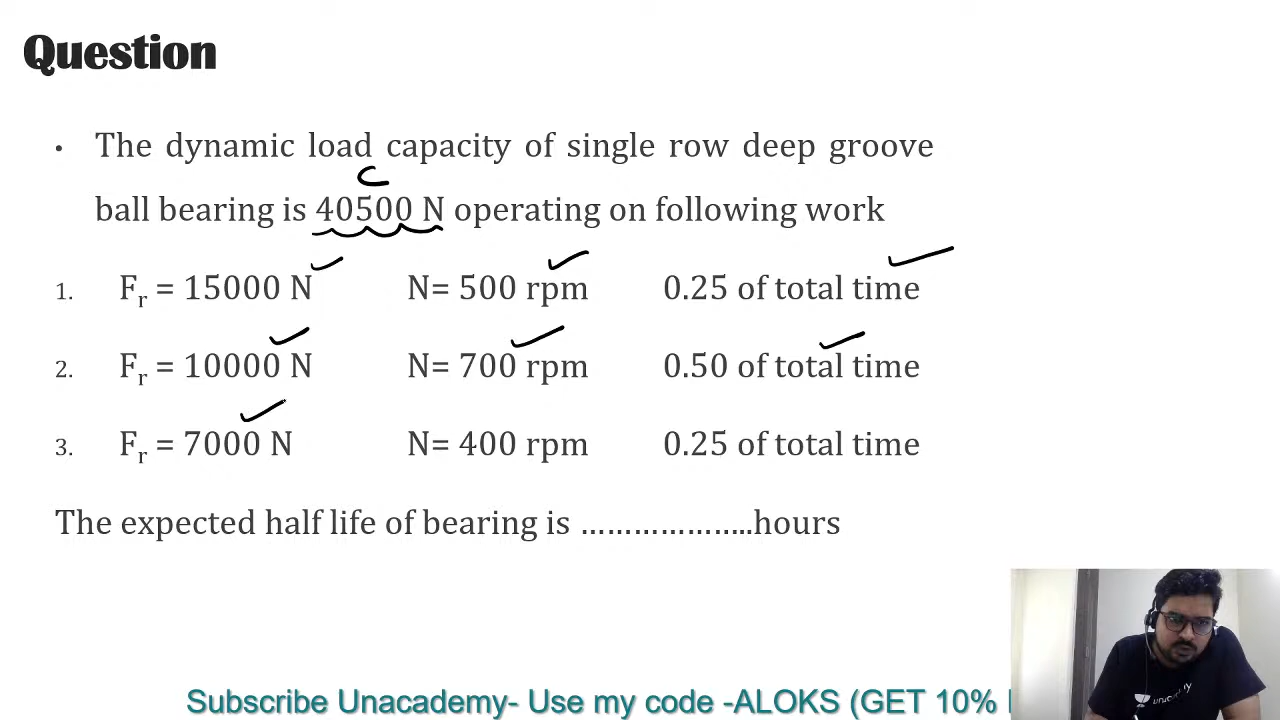 Question
• The dynamic load capacity of single row deep groove
C
ball bearing is 40500 N operating on following work
1. Fr = 15000 N N= 500 rpm 0.25 of total time
2. Fr = 10000 N N= 700 rpm 0.50 of total time
3. Fr = 7000 N N= 400 rpm 0.25 of total time
The expected half life of bearing is ………………..hours
unacademy
Subscribe Unacademy- Use my code -ALOKS (GET 10%